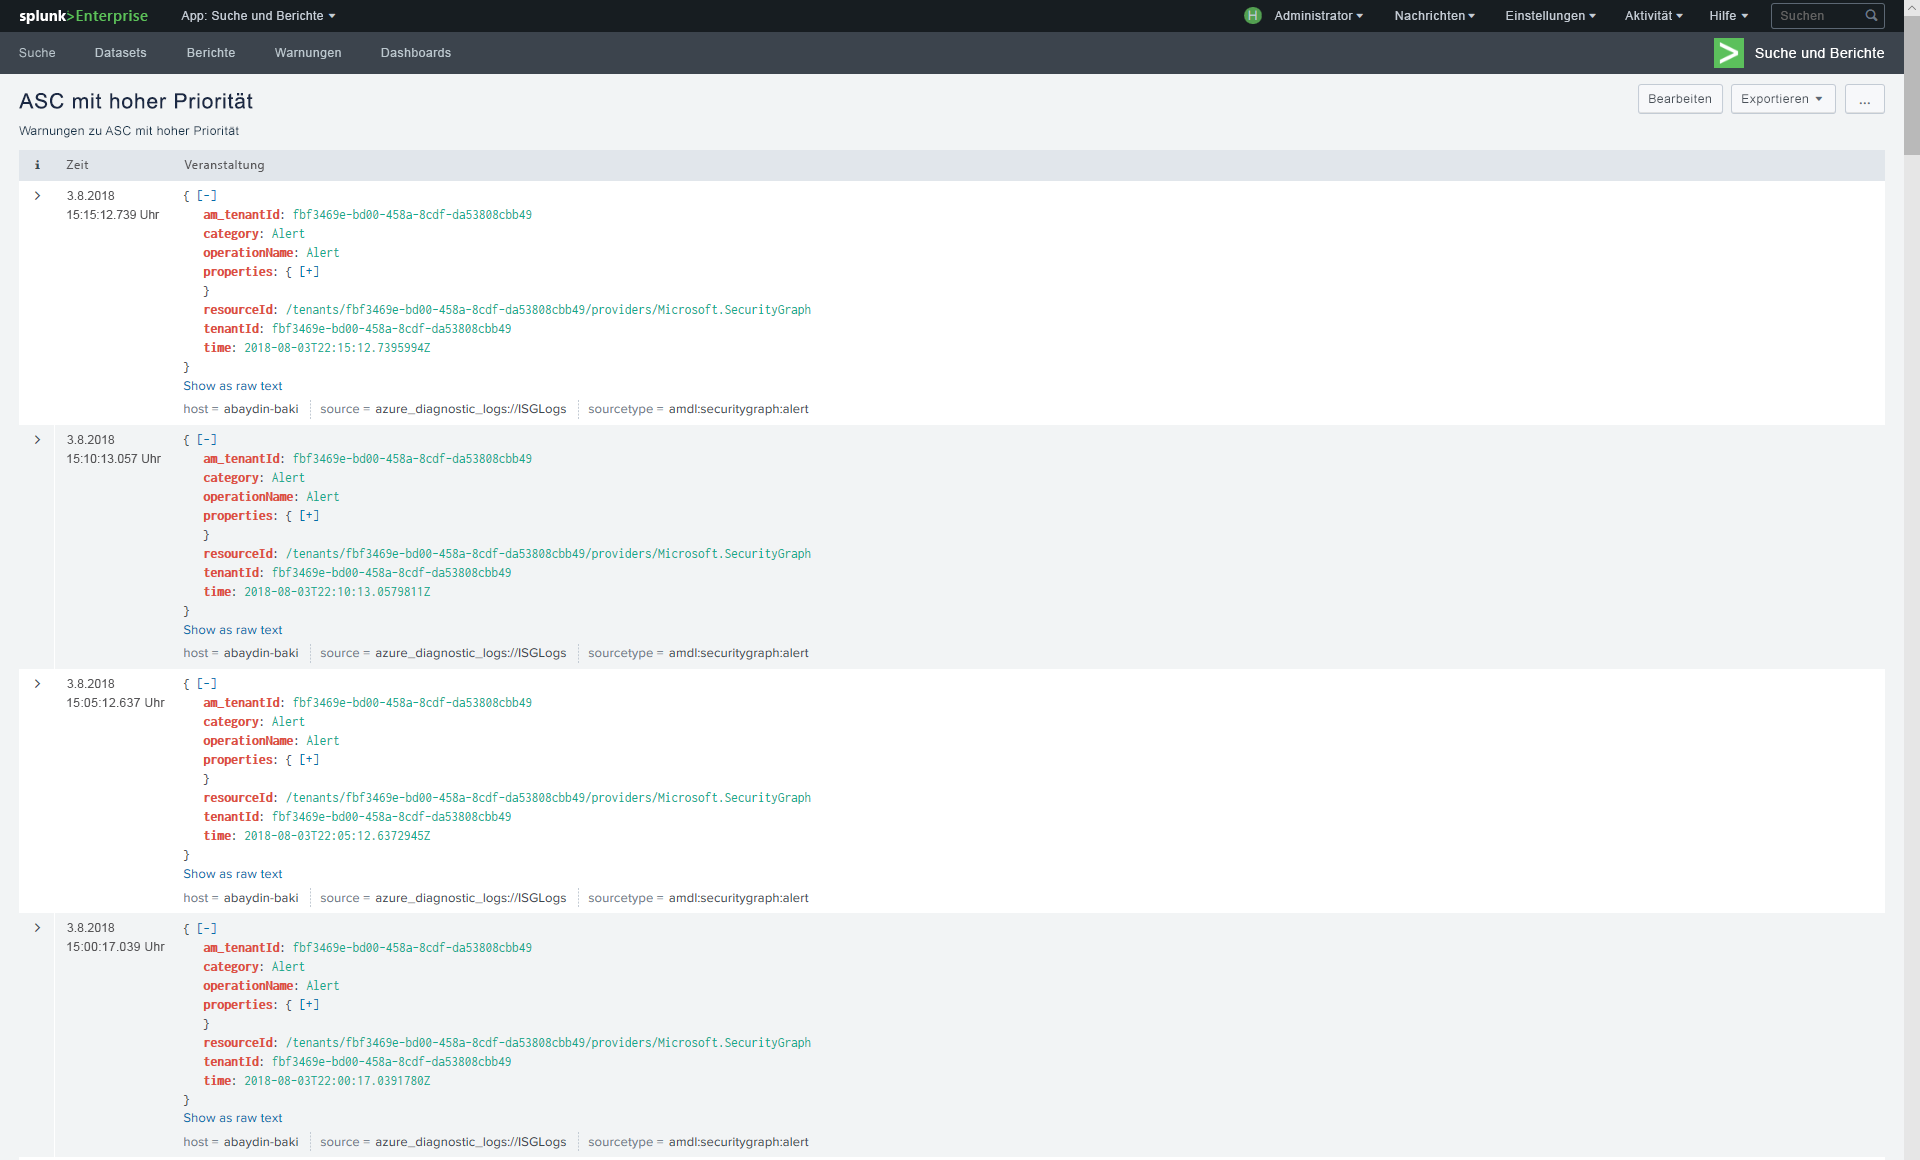 splunk>Enterprise App: Suche und Berichte H Administrator Nachrichten Einstellungen Aktivität Hilfe Suchen
Suche Datasets Berichte Warnungen Dashboards > Suche und Berichte
ASC mit hoher Priorität Bearbeiten Exportieren ...
Warnungen zu ASC mit hoher Priorität
i Zeit Veranstaltung
> 3.8.2018 { [-]
15:15:12.739 Uhr am_tenantId: fbf3469e-bd00-458a-8cdf-da53808cbb49
category: Alert
operationName: Alert
properties: { [+]
}
resourceId: /tenants/fbf3469e-bd00-458a-8cdf-da53808cbb49/providers/Microsoft.SecurityGraph
tenantId: fbf3469e-bd00-458a-8cdf-da53808cbb49
time: 2018-08-03T22:15:12.7395994Z
}
Show as raw text
host = abaydin-baki source = azure_diagnostic_logs://ISGLogs sourcetype = amdl:securitygraph:alert
> 3.8.2018 { [-]
15:10:13.057 Uhr am_tenantId: fbf3469e-bd00-458a-8cdf-da53808cbb49
category: Alert
operationName: Alert
properties: { [+]
}
resourceId: /tenants/fbf3469e-bd00-458a-8cdf-da53808cbb49/providers/Microsoft.SecurityGraph
tenantId: fbf3469e-bd00-458a-8cdf-da53808cbb49
time: 2018-08-03T22:10:13.0579811Z
}
Show as raw text
host = abaydin-baki source = azure_diagnostic_logs://ISGLogs sourcetype = amdl:securitygraph:alert
> 3.8.2018 { [-]
15:05:12.637 Uhr am_tenantId: fbf3469e-bd00-458a-8cdf-da53808cbb49
category: Alert
operationName: Alert
properties: { [+]
}
resourceId: /tenants/fbf3469e-bd00-458a-8cdf-da53808cbb49/providers/Microsoft.SecurityGraph
tenantId: fbf3469e-bd00-458a-8cdf-da53808cbb49
time: 2018-08-03T22:05:12.6372945Z
}
Show as raw text
host = abaydin-baki source = azure_diagnostic_logs://ISGLogs sourcetype = amdl:securitygraph:alert
> 3.8.2018 { [-]
15:00:17.039 Uhr am_tenantId: fbf3469e-bd00-458a-8cdf-da53808cbb49
category: Alert
operationName: Alert
properties: { [+]
}
resourceId: /tenants/fbf3469e-bd00-458a-8cdf-da53808cbb49/providers/Microsoft.SecurityGraph
tenantId: fbf3469e-bd00-458a-8cdf-da53808cbb49
time: 2018-08-03T22:00:17.0391780Z
}
Show as raw text
host = abaydin-baki source = azure_diagnostic_logs://ISGLogs sourcetype = amdl:securitygraph:alert